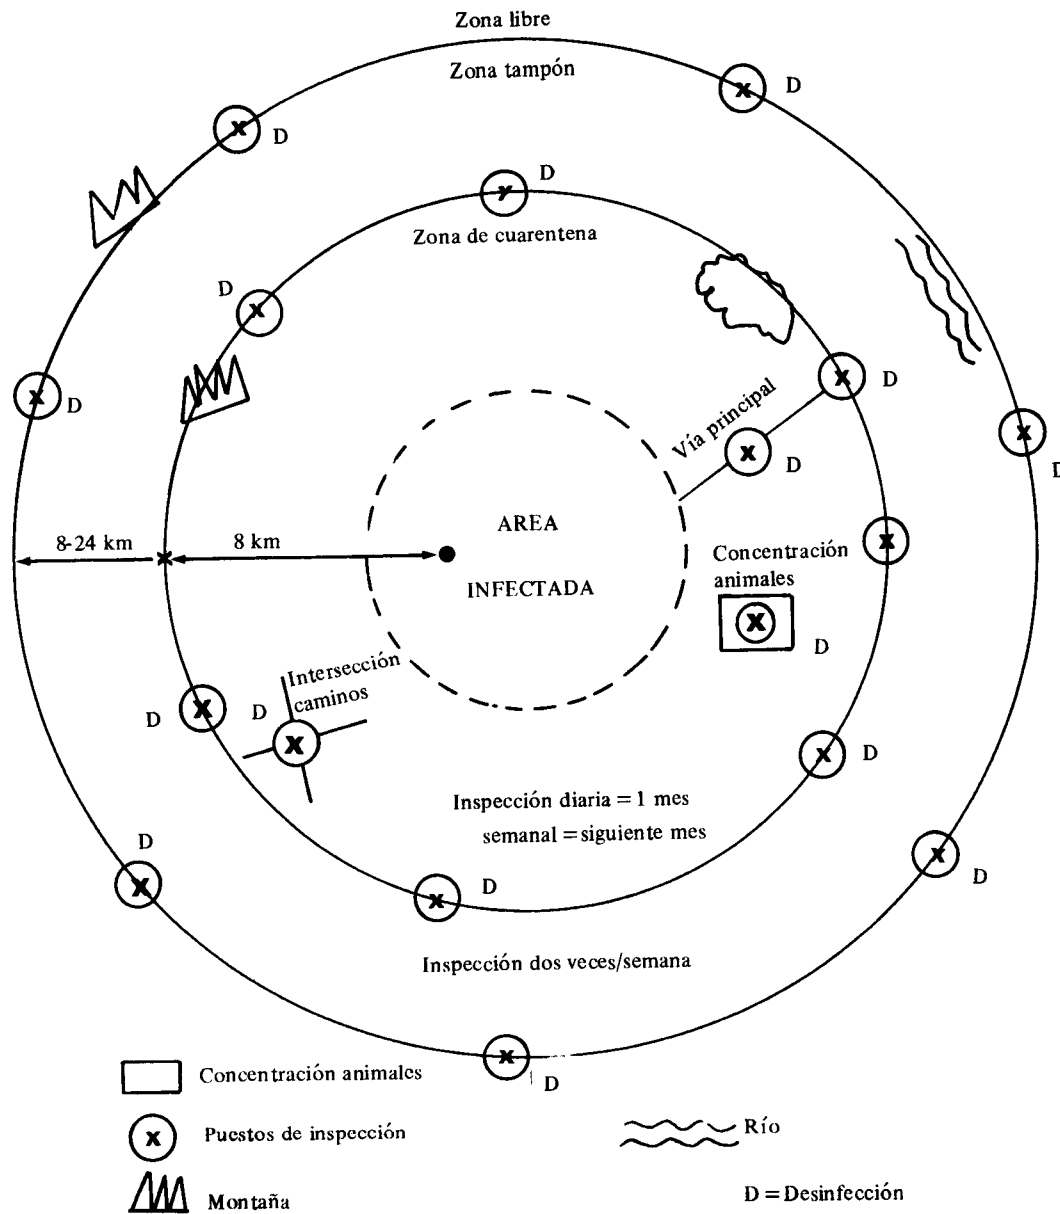 Zona libre
Zona tampón
D
D
D
Zona de cuarentena
D
D
D
D
Vía principal
D
D
8-24 km
8 km
AREA
INFECTADA
Concentración
animales
D
Intersección
caminos
D
D
D
Inspección diaria = 1 mes
semanal = siguiente mes
D
D
D
Inspección dos veces/semana
D
Concentración animales
x Puestos de inspección
Montaña
Río
D = Desinfección